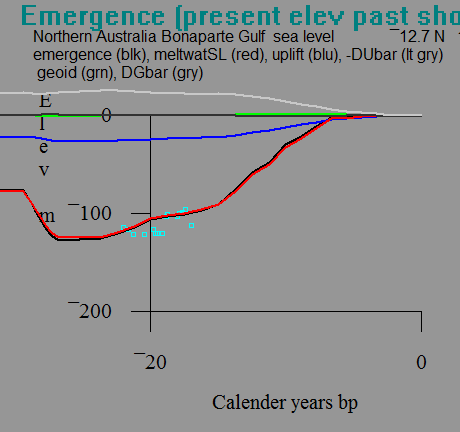 Emergence (present elev past sho
Northern Australia Bonaparte Gulf sea level ¯12.7 N
emergence (blk), meltwatSL (red), uplift (blu), -DUbar (lt gry)
geoid (grn), DGbar (gry)
E
l
e
v
m
0
¯100
¯200
¯20 0
Calender years bp